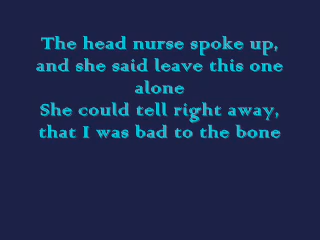 The head nurse spoke up,
and she said leave this one
alone
She could tell right away,
that I was bad to the bone